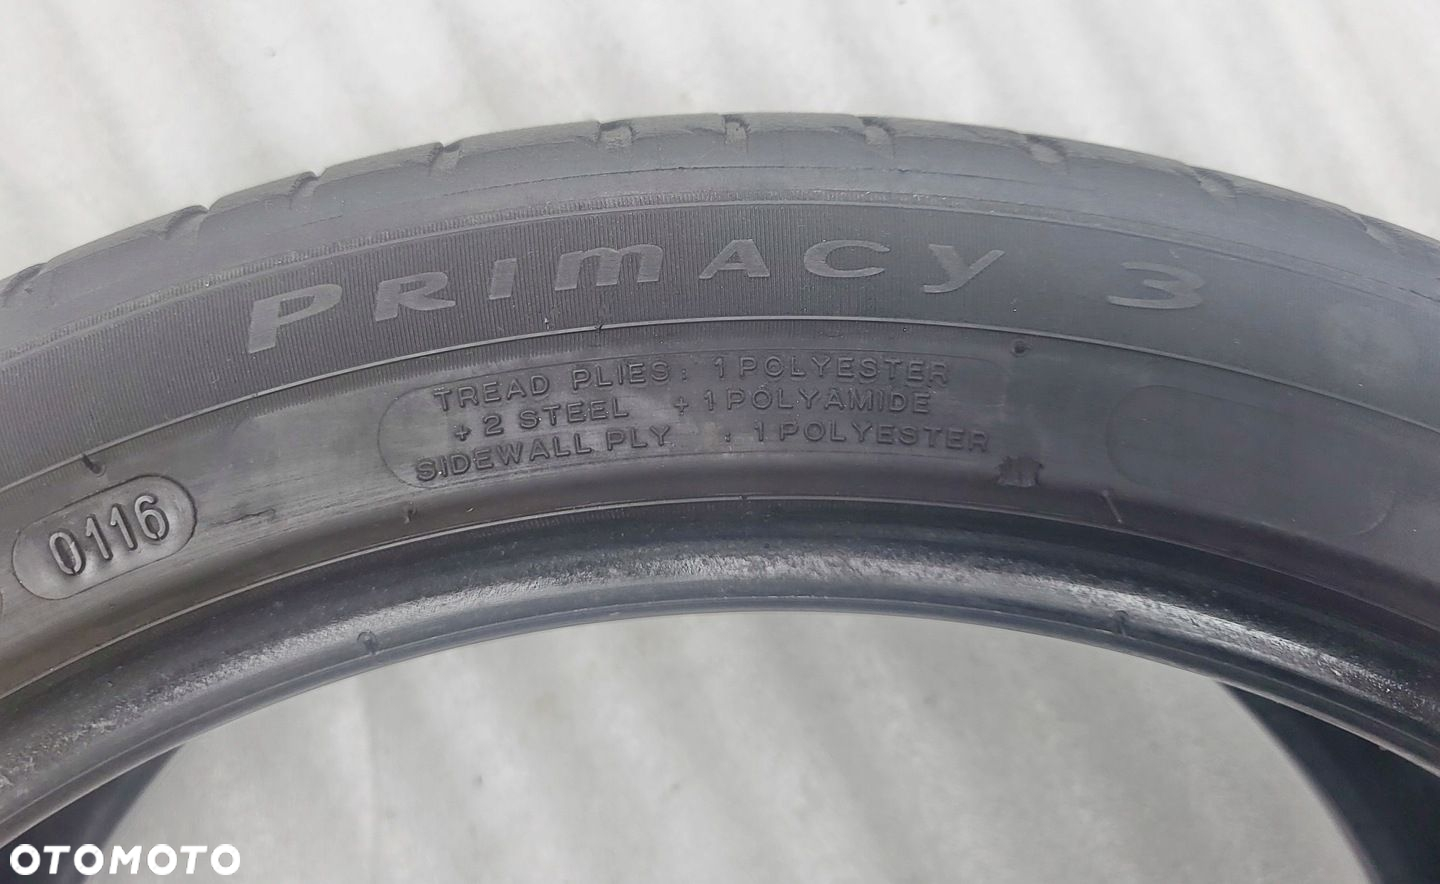 PRIMACY 3
TREAD PLIES: 1 POLYESTER
+ 2 STEEL + 1 POLYAMIDE
SIDEWALL PLY : 1 POLYESTER
0116
OTOMOTO